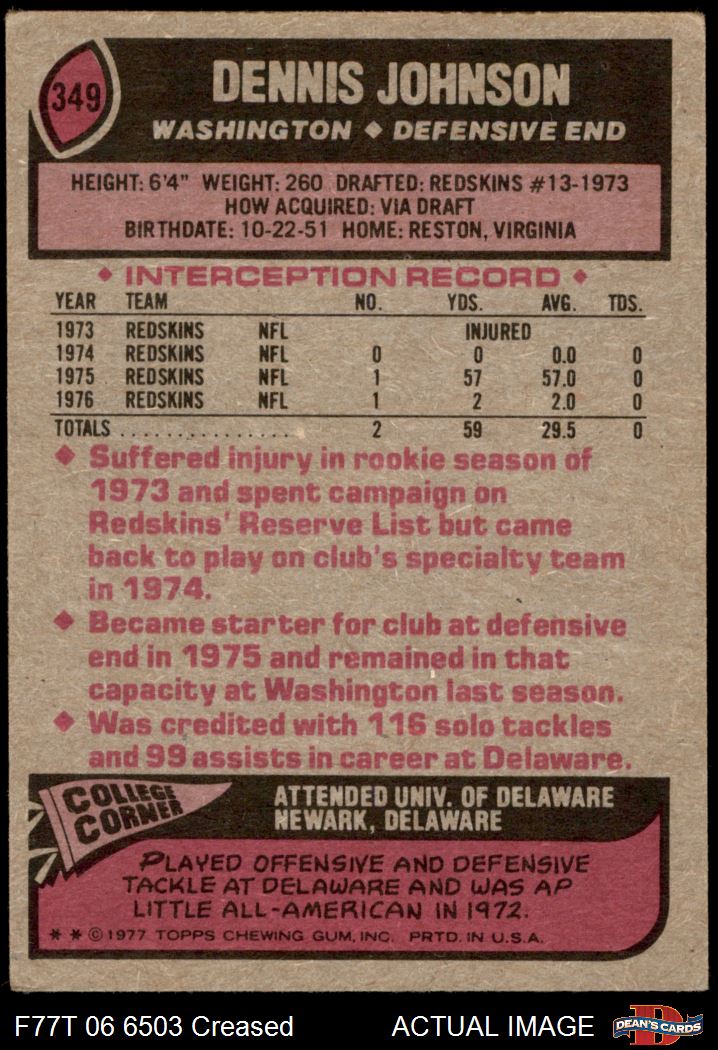 349
DENNIS JOHNSON
WASHINGTON ◆ DEFENSIVE END
HEIGHT: 6'4" WEIGHT: 260 DRAFTED: REDSKINS #13-1973
HOW ACQUIRED: VIA DRAFT
BIRTHDATE: 10-22-51 HOME: RESTON, VIRGINIA
◆ INTERCEPTION RECORD ◆
YEAR TEAM NO. YDS. AVG. TDS.
1973 REDSKINS NFL INJURED
1974 REDSKINS NFL 0 0 0.0 0
1975 REDSKINS NFL 1 57 57.0 0
1976 REDSKINS NFL 1 2 2.0 0
TOTALS ................ 2 59 29.5 0
◆ Suffered injury in rookie season of
1973 and spent campaign on
Redskins' Reserve List but came
back to play on club's specialty team
in 1974.
◆ Became starter for club at defensive
end in 1975 and remained in that
capacity at Washington last season.
◆ Was credited with 116 solo tackles
and 99 assists in career at Delaware.
COLLEGE
CORNER
ATTENDED UNIV. OF DELAWARE
NEWARK, DELAWARE
PLAYED OFFENSIVE AND DEFENSIVE
TACKLE AT DELAWARE AND WAS AP
LITTLE ALL-AMERICAN IN 1972.
* * © 1977 TOPPS CHEWING GUM, INC. PRTD. IN U.S.A.
F77T 06 6503 Creased ACTUAL IMAGE
DEAN'S CARDS